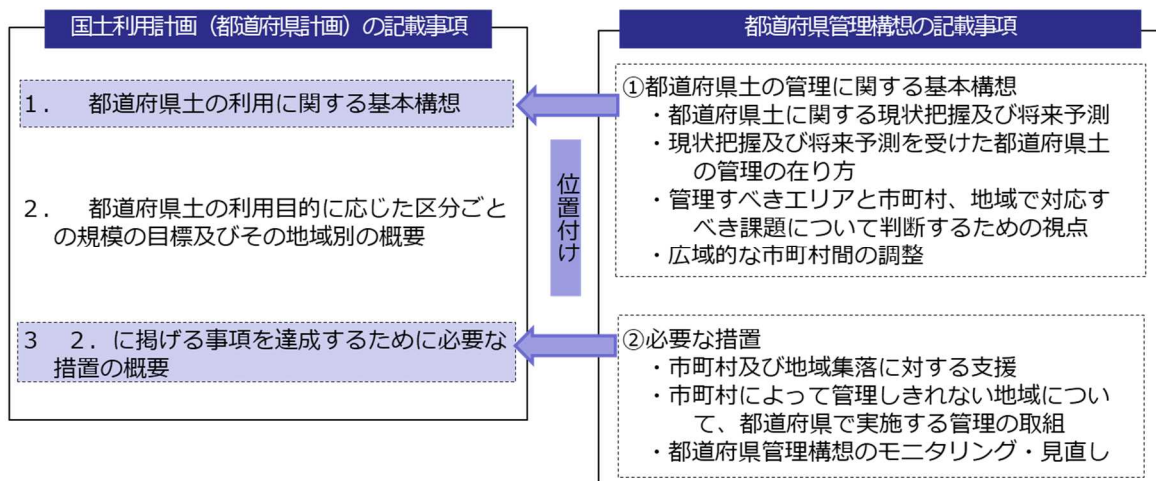 国土利用計画（都道府県計画）の記載事項
1．　都道府県土の利用に関する基本構想
2．　都道府県土の利用目的に応じた区分ごと
の規模の目標及びその地域別の概要
3　2．に掲げる事項を達成するために必要な
措置の概要
位置付け
都道府県管理構想の記載事項
①都道府県土の管理に関する基本構想
・都道府県土に関する現状把握及び将来予測
・現状把握及び将来予測を受けた都道府県土
の管理の在り方
・管理すべきエリアと市町村、地域で対応す
べき課題について判断するための視点
・広域的な市町村間の調整
②必要な措置
・市町村及び地域集落に対する支援
・市町村によって管理しきれない地域につい
て、都道府県で実施する管理の取組
・都道府県管理構想のモニタリング・見直し